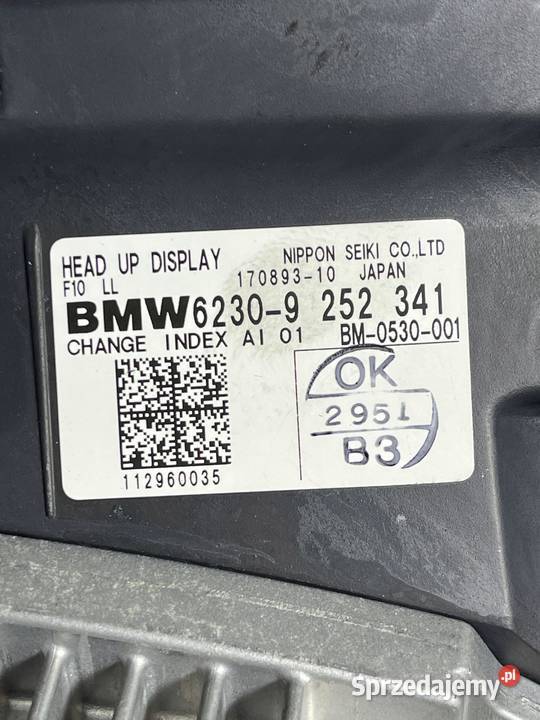 HEAD UP DISPLAY NIPPON SEIKI CO.,LTD
F10 LL 170893-10 JAPAN
BMW6230-9 252 341
CHANGE INDEX AI 01 BM-0530-001
OK
2951
B3
112960035
Sprzedajemy.pl